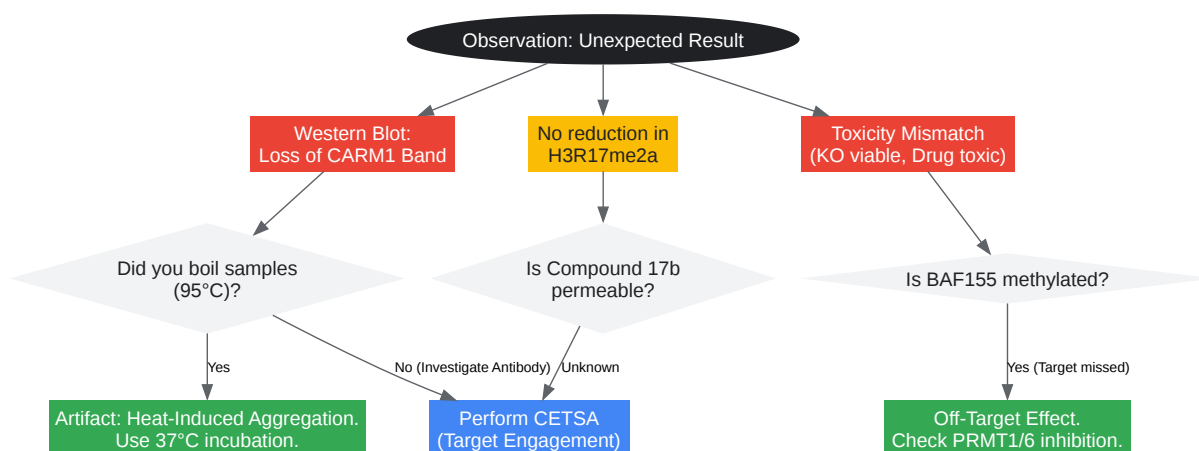 Observation: Unexpected Result
Western Blot:
Loss of CARM1 Band
No reduction in
H3R17me2a
Toxicity Mismatch
(KO viable, Drug toxic)
Did you boil samples
(95°C)?
Is Compound 17b
permeable?
Is BAF155 methylated?
Yes
No (Investigate Antibody)
Unknown
Yes (Target missed)
Artifact: Heat-Induced Aggregation.
Use 37°C incubation.
Perform CETSA
(Target Engagement)
Off-Target Effect.
Check PRMT1/6 inhibition.